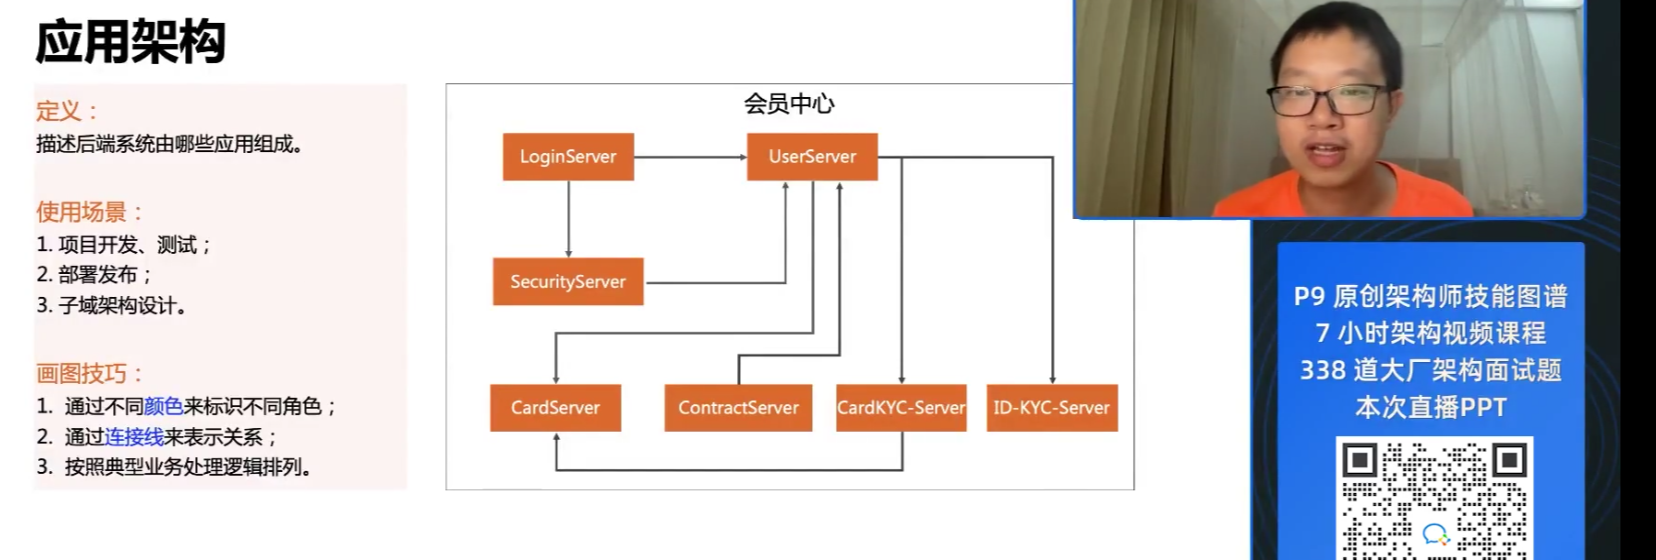 应用架构
定义：
描述后端系统由哪些应用组成。
使用场景：
1. 项目开发、测试；
2. 部署发布；
3. 子域架构设计。
画图技巧：
1. 通过不同颜色来标识不同角色；
2. 通过连接线来表示关系；
3. 按照典型业务处理逻辑排列。
会员中心
LoginServer
UserServer
SecurityServer
CardServer
ContractServer
CardKYC-Server
ID-KYC-Server
P9 原创架构师技能图谱
7 小时架构视频课程
338 道大厂架构面试题
本次直播PPT